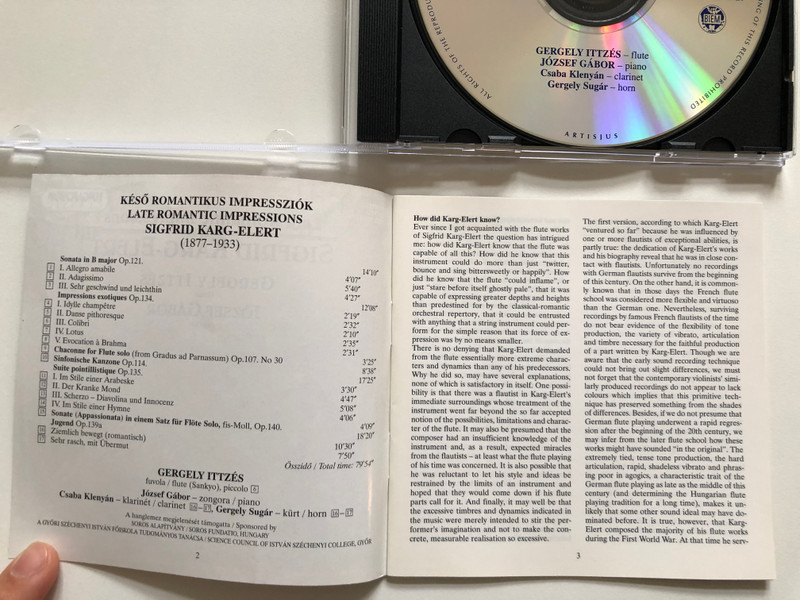 ALL RIGHTS OF THE
BIEM
OF THIS RECORD PROHIBITED
GERGELY ITTZÉS – flute
JÓZSEF GÁBOR – piano
Csaba Klenyán – clarinet
Gergely Sugár – horn
ARTISJUS
KÉSŐ ROMANTIKUS IMPRESSZIÓK
LATE ROMANTIC IMPRESSIONS
SIGFRID KARG-ELERT
(1877–1933)
Sonata in B major Op.121. 14'10"
1 I. Allegro amabile 4'07"
2 II. Adagissimo 5'40"
3 III. Sehr geschwind und leichthin 4'27"
Impressions exotiques Op.134. 12'08"
4 I. Idylle champêtre 2'19"
5 II. Danse pithoresque 2'32"
6 III. Colibri 2'10"
7 IV. Lotus 2'35"
8 V. Evocation à Brahma 2'31"
9 Chaconne for Flute solo (from Gradus ad Parnassum) Op.107. No 30 3'25"
10 Sinfonische Kanzone Op.114. 8'38"
Suite pointillistique Op.135. 17'25"
11 I. Im Stile einer Arabeske 3'30"
12 II. Der Kranke Mond 4'47"
13 III. Scherzo – Diavolina und Innocenz 5'08"
14 IV. Im Stile einer Hymne 4'06"
15 Sonate (Appassionata) in einem Satz für Flöte Solo, fis-Moll, Op.140. 4'09"
Jugend Op.139a 18'20"
16 Ziemlich bewegt (romantisch) 10'30"
17 Sehr rasch, mit Übermut 7'50"
Összidő / Total time: 79'54"
GERGELY ITTZÉS
fuvola / flute (Sankyo), piccolo 6
József Gábor – zongora / piano
Csaba Klenyán – klarinét / clarinet 16–17, Gergely Sugár – kürt / horn 16–17
A hanglemez megjelenését támogatta / Sponsored by
SOROS ALAPÍTVÁNY / SOROS FUNDATIO, HUNGARY
A GYŐRI SZÉCHENYI ISTVÁN FŐISKOLA TUDOMÁNYOS TANÁCSA / SCIENCE COUNCIL OF ISTVÁN SZÉCHENYI COLLEGE, GYŐR
2
How did Karg-Elert know?
Ever since I got acquainted with the flute works
of Sigfrid Karg-Elert the question has intrigued
me: how did Karg-Elert know that the flute was
capable of all this? How did he know that this
instrument could do more than just "twitter,
bounce and sing bittersweetly or happily". How
did he know that the flute "could inflame", or
just "stare before itself ghostly pale", that it was
capable of expressing greater depths and heights
than predestined for by the classical-romantic
orchestral repertory, that it could be entrusted
with anything that a string instrument could per-
form for the simple reason that its force of ex-
pression was by no means smaller.
There is no denying that Karg-Elert demanded
from the flute essentially more extreme charac-
ters and dynamics than any of his predecessors.
Why he did so, may have several explanations,
none of which is satisfactory in itself. One possi-
bility is that there was a flautist in Karg-Elert's
immediate surroundings whose treatment of the
instrument went far beyond the so far accepted
notion of the possibilities, limitations and charac-
ter of the flute. It may also be presumed that the
composer had an insufficient knowledge of the
instrument and, as a result, expected miracles
from the flautists – at least what the flute playing
of his time was concerned. It is also possible that
he was reluctant to let his style and ideas be
restrained by the limits of an instrument and
hoped that they would come down if his flute
parts call for it. And finally, it may well be that
the excessive timbres and dynamics indicated in
the music were merely intended to stir the per-
former's imagination and not to make the con-
crete, measurable realisation so excessive.
The first version, according to which Karg-Elert
"ventured so far" because he was influenced by
one or more flautists of exceptional abilities, is
partly true: the dedication of Karg-Elert's works
and his biography reveal that he was in close con-
tact with flautists. Unfortunately no recordings
with German flautists survive from the beginning
of this century. On the other hand, it is common-
ly known that in those days the French flute
school was considered more flexible and virtuoso
than the German one. Nevertheless, surviving
recordings by famous French flautists of the time
do not bear evidence of the flexibility of tone
production, the variety of vibrato, articulation
and timbre necessary for the faithful production
of a part written by Karg-Elert. Though we are
aware that the early sound recording technique
could not bring out slight differences, we must
not forget that the contemporary violinists' simi-
larly produced recordings do not appear to lack
colours which implies that this primitive tech-
nique has preserved something from the shades
of differences. Besides, if we do not presume that
German flute playing underwent a rapid regres-
sion after the beginning of the 20th century, we
may infer from the later flute school how these
works might have sounded "in the original". The
extremely tied, tense tone production, the hard
articulation, rapid, shadeless vibrato and phras-
ing poor in agogics, a characteristic trait of the
German flute playing as late as the middle of this
century (and determining the Hungarian flute
playing tradition for a long time), makes it un-
likely that some other sound ideal may have do-
minated before. It is true, however, that Karg-
Elert composed the majority of his flute works
during the First World War. At that time he serv-
3